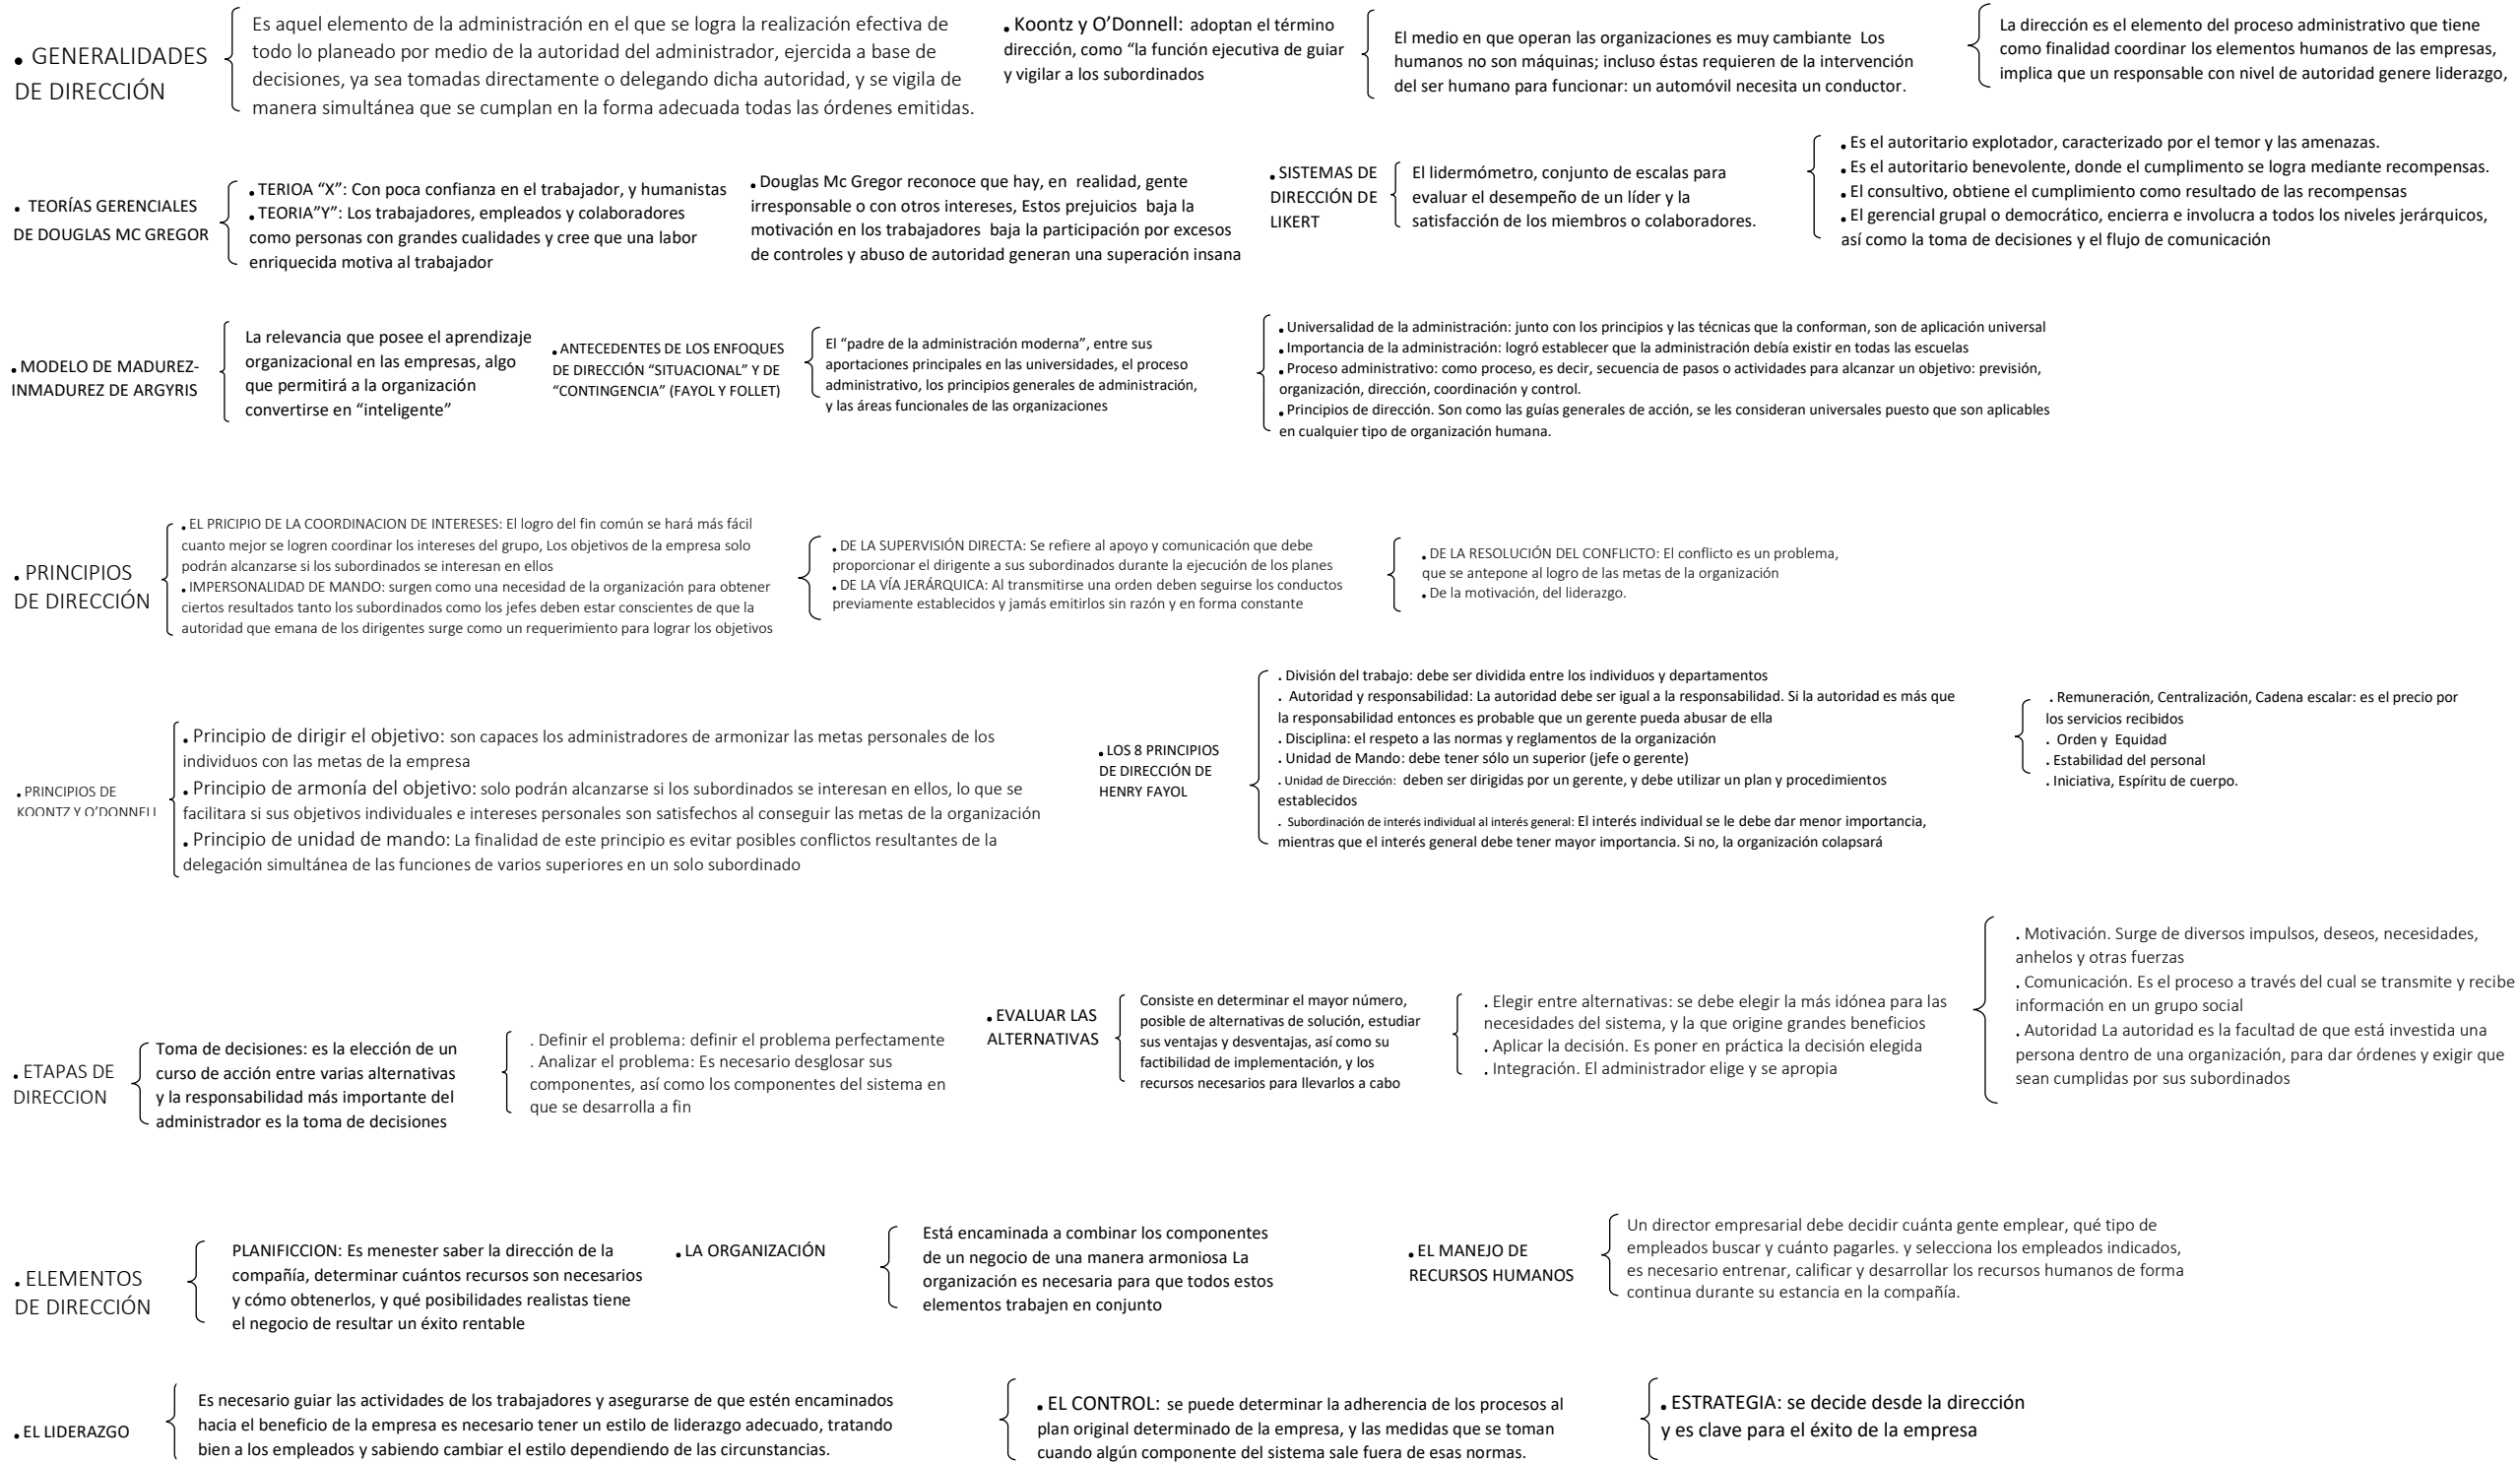 • GENERALIDADES
DE DIRECCIÓN
Es aquel elemento de la administración en el que se logra la realización efectiva de
todo lo planeado por medio de la autoridad del administrador, ejercida a base de
decisiones, ya sea tomadas directamente o delegando dicha autoridad, y se vigila de
manera simultánea que se cumplan en la forma adecuada todas las órdenes emitidas.
• Koontz y O’Donnell: adoptan el término
dirección, como “la función ejecutiva de guiar
y vigilar a los subordinados
El medio en que operan las organizaciones es muy cambiante Los
humanos no son máquinas; incluso éstas requieren de la intervención
del ser humano para funcionar: un automóvil necesita un conductor.
La dirección es el elemento del proceso administrativo que tiene
como finalidad coordinar los elementos humanos de las empresas,
implica que un responsable con nivel de autoridad genere liderazgo,
• TEORÍAS GERENCIALES
DE DOUGLAS MC GREGOR
• TERIOA “X”: Con poca confianza en el trabajador, y humanistas
• TEORIA”Y”: Los trabajadores, empleados y colaboradores
como personas con grandes cualidades y cree que una labor
enriquecida motiva al trabajador
• Douglas Mc Gregor reconoce que hay, en realidad, gente
irresponsable o con otros intereses, Estos prejuicios baja la
motivación en los trabajadores baja la participación por excesos
de controles y abuso de autoridad generan una superación insana
• SISTEMAS DE
DIRECCIÓN DE
LIKERT
El lidermómetro, conjunto de escalas para
evaluar el desempeño de un líder y la
satisfacción de los miembros o colaboradores.
• Es el autoritario explotador, caracterizado por el temor y las amenazas.
• Es el autoritario benevolente, donde el cumplimento se logra mediante recompensas.
• El consultivo, obtiene el cumplimiento como resultado de las recompensas
• El gerencial grupal o democrático, encierra e involucra a todos los niveles jerárquicos,
así como la toma de decisiones y el flujo de comunicación
• MODELO DE MADUREZ-
INMADUREZ DE ARGYRIS
La relevancia que posee el aprendizaje
organizacional en las empresas, algo
que permitirá a la organización
convertirse en “inteligente”
• ANTECEDENTES DE LOS ENFOQUES
DE DIRECCIÓN “SITUACIONAL” Y DE
“CONTINGENCIA” (FAYOL Y FOLLET)
El “padre de la administración moderna”, entre sus
aportaciones principales en las universidades, el proceso
administrativo, los principios generales de administración,
y las áreas funcionales de las organizaciones
• Universalidad de la administración: junto con los principios y las técnicas que la conforman, son de aplicación universal
• Importancia de la administración: logró establecer que la administración debía existir en todas las escuelas
• Proceso administrativo: como proceso, es decir, secuencia de pasos o actividades para alcanzar un objetivo: previsión,
organización, dirección, coordinación y control.
• Principios de dirección. Son como las guías generales de acción, se les consideran universales puesto que son aplicables
en cualquier tipo de organización humana.
• PRINCIPIOS
DE DIRECCIÓN
• EL PRICIPIO DE LA COORDINACION DE INTERESES: El logro del fin común se hará más fácil
cuanto mejor se logren coordinar los intereses del grupo, Los objetivos de la empresa solo
podrán alcanzarse si los subordinados se interesan en ellos
• IMPERSONALIDAD DE MANDO: surgen como una necesidad de la organización para obtener
ciertos resultados tanto los subordinados como los jefes deben estar conscientes de que la
autoridad que emana de los dirigentes surge como un requerimiento para lograr los objetivos
• DE LA SUPERVISIÓN DIRECTA: Se refiere al apoyo y comunicación que debe
proporcionar el dirigente a sus subordinados durante la ejecución de los planes
• DE LA VÍA JERÁRQUICA: Al transmitirse una orden deben seguirse los conductos
previamente establecidos y jamás emitirlos sin razón y en forma constante
• DE LA RESOLUCIÓN DEL CONFLICTO: El conflicto es un problema,
que se antepone al logro de las metas de la organización
• De la motivación, del liderazgo.
• PRINCIPIOS DE
KOONTZ Y O’DONNELL
• Principio de dirigir el objetivo: son capaces los administradores de armonizar las metas personales de los
individuos con las metas de la empresa
• Principio de armonía del objetivo: solo podrán alcanzarse si los subordinados se interesan en ellos, lo que se
facilitara si sus objetivos individuales e intereses personales son satisfechos al conseguir las metas de la organización
• Principio de unidad de mando: La finalidad de este principio es evitar posibles conflictos resultantes de la
delegación simultánea de las funciones de varios superiores en un solo subordinado
• LOS 8 PRINCIPIOS
DE DIRECCIÓN DE
HENRY FAYOL
. División del trabajo: debe ser dividida entre los individuos y departamentos
. Autoridad y responsabilidad: La autoridad debe ser igual a la responsabilidad. Si la autoridad es más que
la responsabilidad entonces es probable que un gerente pueda abusar de ella
. Disciplina: el respeto a las normas y reglamentos de la organización
. Unidad de Mando: debe tener sólo un superior (jefe o gerente)
. Unidad de Dirección: deben ser dirigidas por un gerente, y debe utilizar un plan y procedimientos
establecidos
. Subordinación de interés individual al interés general: El interés individual se le debe dar menor importancia,
mientras que el interés general debe tener mayor importancia. Si no, la organización colapsará
. Remuneración, Centralización, Cadena escalar: es el precio por
los servicios recibidos
. Orden y Equidad
. Estabilidad del personal
. Iniciativa, Espíritu de cuerpo.
• ETAPAS DE
DIRECCION
Toma de decisiones: es la elección de un
curso de acción entre varias alternativas
y la responsabilidad más importante del
administrador es la toma de decisiones
. Definir el problema: definir el problema perfectamente
. Analizar el problema: Es necesario desglosar sus
componentes, así como los componentes del sistema en
que se desarrolla a fin
• EVALUAR LAS
ALTERNATIVAS
Consiste en determinar el mayor número,
posible de alternativas de solución, estudiar
sus ventajas y desventajas, así como su
factibilidad de implementación, y los
recursos necesarios para llevarlos a cabo
. Elegir entre alternativas: se debe elegir la más idónea para las
necesidades del sistema, y la que origine grandes beneficios
. Aplicar la decisión. Es poner en práctica la decisión elegida
. Integración. El administrador elige y se apropia
. Motivación. Surge de diversos impulsos, deseos, necesidades,
anhelos y otras fuerzas
. Comunicación. Es el proceso a través del cual se transmite y recibe
información en un grupo social
. Autoridad La autoridad es la facultad de que está investida una
persona dentro de una organización, para dar órdenes y exigir que
sean cumplidas por sus subordinados
• ELEMENTOS
DE DIRECCIÓN
PLANIFICCION: Es menester saber la dirección de la
compañía, determinar cuántos recursos son necesarios
y cómo obtenerlos, y qué posibilidades realistas tiene
el negocio de resultar un éxito rentable
• LA ORGANIZACIÓN
Está encaminada a combinar los componentes
de un negocio de una manera armoniosa La
organización es necesaria para que todos estos
elementos trabajen en conjunto
• EL MANEJO DE
RECURSOS HUMANOS
Un director empresarial debe decidir cuánta gente emplear, qué tipo de
empleados buscar y cuánto pagarles. y selecciona los empleados indicados,
es necesario entrenar, calificar y desarrollar los recursos humanos de forma
continua durante su estancia en la compañía.
• EL LIDERAZGO
Es necesario guiar las actividades de los trabajadores y asegurarse de que estén encaminados
hacia el beneficio de la empresa es necesario tener un estilo de liderazgo adecuado, tratando
bien a los empleados y sabiendo cambiar el estilo dependiendo de las circunstancias.
• EL CONTROL: se puede determinar la adherencia de los procesos al
plan original determinado de la empresa, y las medidas que se toman
cuando algún componente del sistema sale fuera de esas normas.
• ESTRATEGIA: se decide desde la dirección
y es clave para el éxito de la empresa